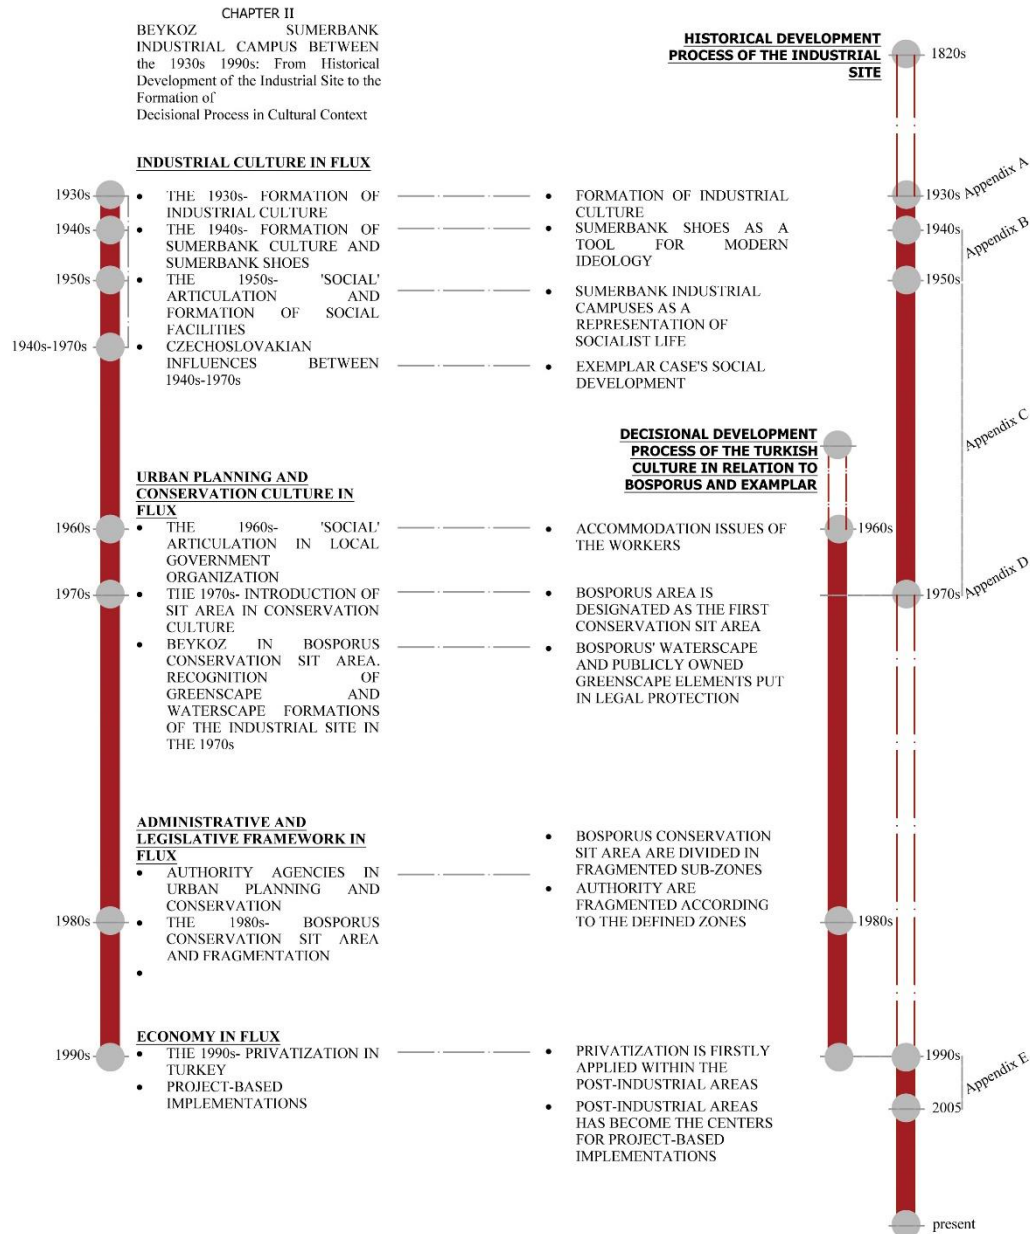 CHAPTER II
BEYKOZ SUMERBANK
INDUSTRIAL CAMPUS BETWEEN
the 1930s 1990s: From Historical
Development of the Industrial Site to the
Formation of
Decisional Process in Cultural Context
HISTORICAL DEVELOPMENT
PROCESS OF THE INDUSTRIAL
SITE
1820s
INDUSTRIAL CULTURE IN FLUX
1930s
• THE 1930s- FORMATION OF
INDUSTRIAL CULTURE
1940s
• THE 1940s- FORMATION OF
SUMERBANK CULTURE AND
SUMERBANK SHOES
1950s
• THE 1950s- 'SOCIAL'
ARTICULATION AND
FORMATION OF SOCIAL
FACILITIES
1940s-1970s
• CZECHOSLOVAKIAN
INFLUENCES BETWEEN
1940s-1970s
• FORMATION OF INDUSTRIAL
CULTURE
• SUMERBANK SHOES AS A
TOOL FOR MODERN
IDEOLOGY
• SUMERBANK INDUSTRIAL
CAMPUSES AS A
REPRESENTATION OF
SOCIALIST LIFE
• EXEMPLAR CASE'S SOCIAL
DEVELOPMENT
1930s
Appendix A
1940s
Appendix B
1950s
Appendix C
DECISIONAL DEVELOPMENT
PROCESS OF THE TURKISH
CULTURE IN RELATION TO
BOSPORUS AND EXAMPLAR
URBAN PLANNING AND
CONSERVATION CULTURE IN
FLUX
1960s
• THE 1960s- 'SOCIAL'
ARTICULATION IN LOCAL
GOVERNMENT
ORGANIZATION
1970s
• THE 1970s- INTRODUCTION OF
SIT AREA IN CONSERVATION
CULTURE
• BEYKOZ IN BOSPORUS
CONSERVATION SIT AREA.
RECOGNITION OF
GREENSCAPE AND
WATERSCAPE FORMATIONS
OF THE INDUSTRIAL SITE IN
THE 1970s
• ACCOMMODATION ISSUES OF
THE WORKERS
1960s
• BOSPORUS AREA IS
DESIGNATED AS THE FIRST
CONSERVATION SIT AREA
• BOSPORUS' WATERSCAPE
AND PUBLICLY OWNED
GREENSCAPE ELEMENTS PUT
IN LEGAL PROTECTION
1970s
Appendix D
ADMINISTRATIVE AND
LEGISLATIVE FRAMEWORK IN
FLUX
• AUTHORITY AGENCIES IN
URBAN PLANNING AND
CONSERVATION
1980s
• THE 1980s- BOSPORUS
CONSERVATION SIT AREA
AND FRAGMENTATION
•
• BOSPORUS CONSERVATION
SIT AREA ARE DIVIDED IN
FRAGMENTED SUB-ZONES
• AUTHORITY ARE
FRAGMENTED ACCORDING
TO THE DEFINED ZONES
1980s
ECONOMY IN FLUX
1990s
• THE 1990s- PRIVATIZATION IN
TURKEY
• PROJECT-BASED
IMPLEMENTATIONS
• PRIVATIZATION IS FIRSTLY
APPLIED WITHIN THE
POST-INDUSTRIAL AREAS
• POST-INDUSTRIAL AREAS
HAS BECOME THE CENTERS
FOR PROJECT-BASED
IMPLEMENTATIONS
1990s
Appendix E
2005
present